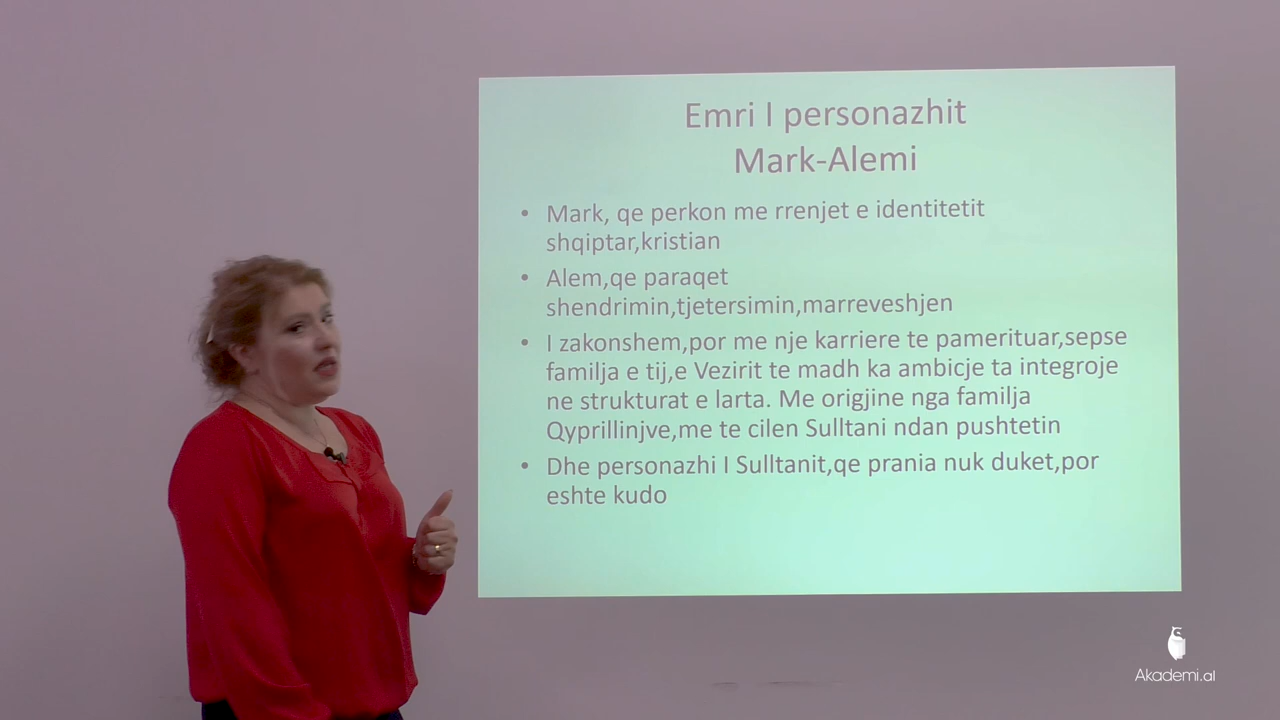 Emri I personazhit
Mark-Alemi
• Mark, qe perkon me rrenjet e identitetit
shqiptar,kristian
• Alem,qe paraqet
shendrimin,tjetersimin,marreveshjen
• I zakonshem,por me nje karriere te pamerituar,sepse
familja e tij,e Vezirit te madh ka ambicje ta integroje
ne strukturat e larta. Me origjine nga familja
Qyprillinjve,me te cilen Sulltani ndan pushtetin
• Dhe personazhi I Sulltanit,qe prania nuk duket,por
eshte kudo
Akademi.al